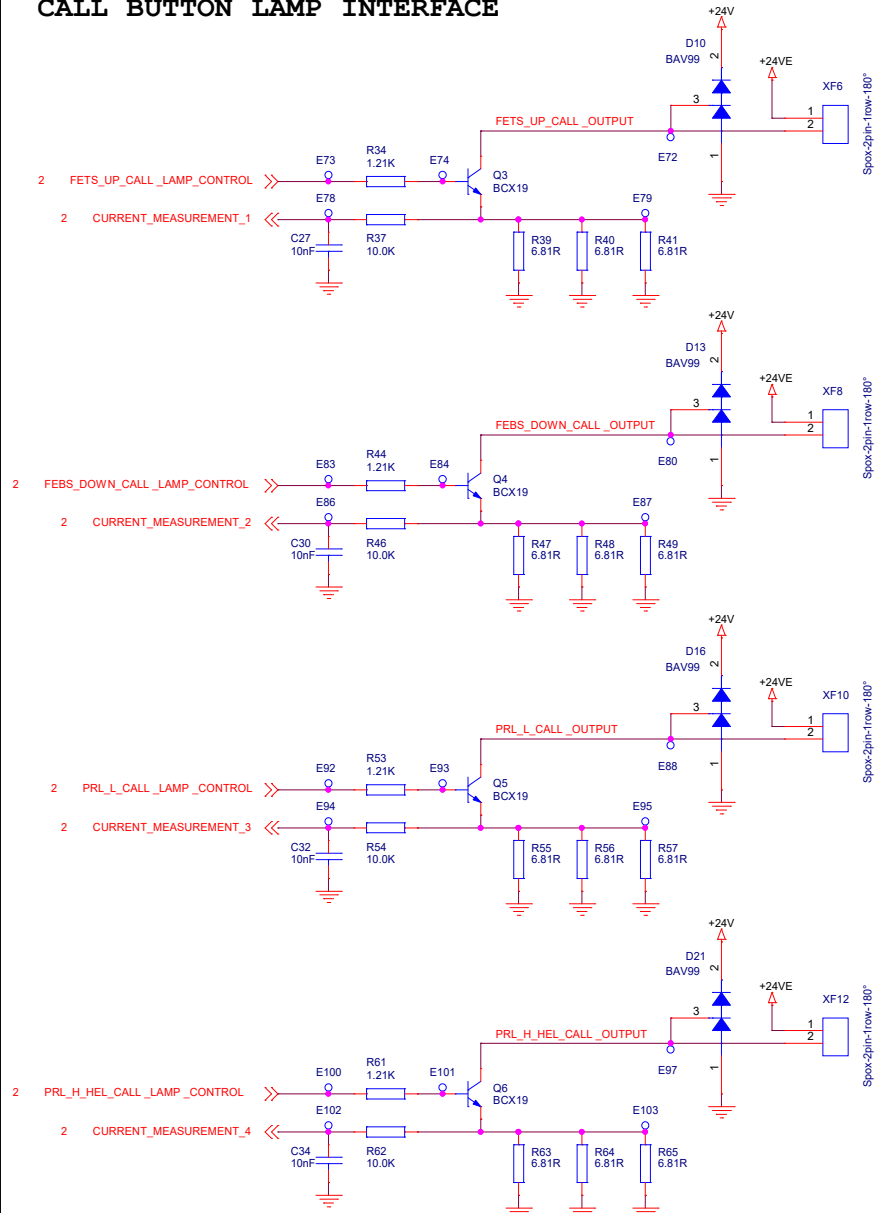 CALL BUTTON LAMP INTERFACE
+24V
D10
BAV99
2
+24VE
XF6
3
1
2
FETS_UP_CALL _OUTPUT
E72
1
Spox-2pin-1row-180°
E73
R34
1.21K
E74
2 FETS_UP_CALL _LAMP_CONTROL
Q3
BCX19
E78
E79
2 CURRENT_MEASUREMENT_1
C27
10nF
R37
10.0K
R39
6.81R
R40
6.81R
R41
6.81R
+24V
D13
BAV99
2
+24VE
XF8
3
1
2
FEBS_DOWN_CALL _OUTPUT
E80
1
Spox-2pin-1row-180°
E83
R44
1.21K
E84
2 FEBS_DOWN_CALL _LAMP_CONTROL
Q4
BCX19
E86
E87
2 CURRENT_MEASUREMENT_2
C30
10nF
R46
10.0K
R47
6.81R
R48
6.81R
R49
6.81R
+24V
D16
BAV99
2
+24VE
XF10
3
1
2
PRL_L_CALL _OUTPUT
E88
1
Spox-2pin-1row-180°
E92
R53
1.21K
E93
2 PRL_L_CALL _LAMP _CONTROL
Q5
BCX19
E94
E95
2 CURRENT_MEASUREMENT_3
C32
10nF
R54
10.0K
R55
6.81R
R56
6.81R
R57
6.81R
+24V
D21
BAV99
2
+24VE
XF12
3
1
2
PRL_H_HEL_CALL _OUTPUT
E97
1
Spox-2pin-1row-180°
E100
R61
1.21K
E101
2 PRL_H_HEL_CALL _LAMP _CONTROL
Q6
BCX19
E102
E103
2 CURRENT_MEASUREMENT_4
C34
10nF
R62
10.0K
R63
6.81R
R64
6.81R
R65
6.81R